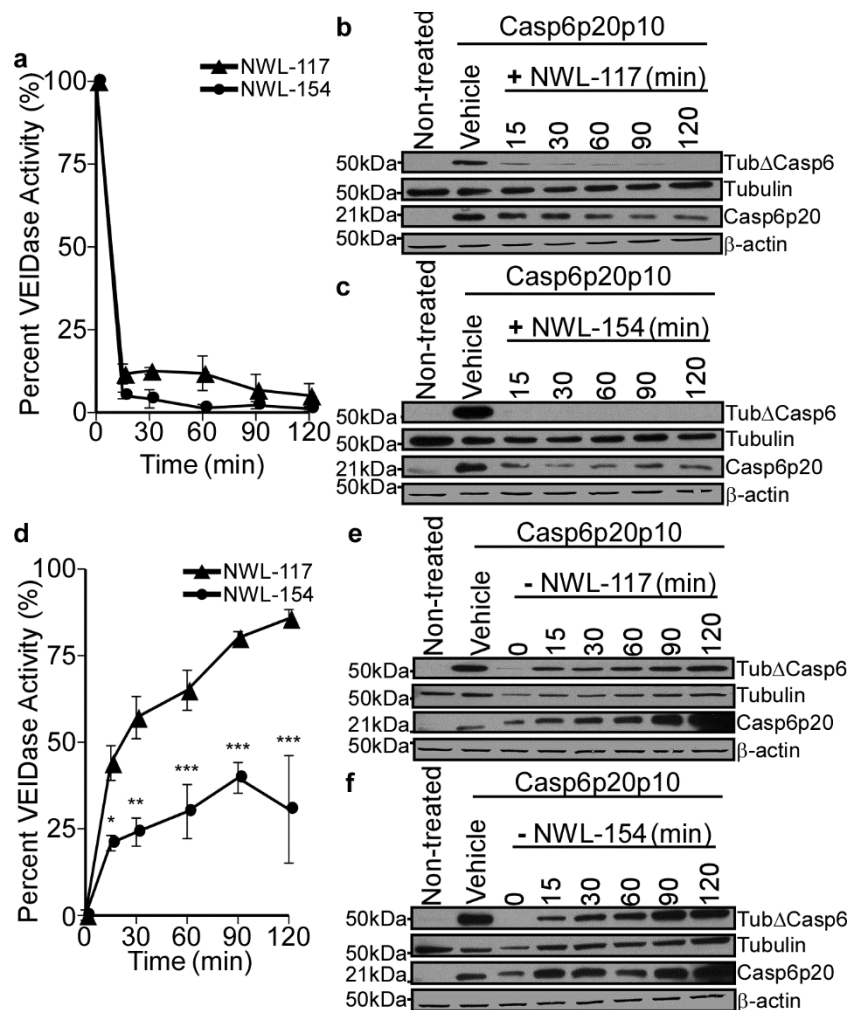 a
NWL-117
NWL-154
Percent VEIDase Activity (%)
100
75
50
25
0
0 30 60 90 120
Time (min)
b
Casp6p20p10
Non-treated
Vehicle
+ NWL-117 (min)
15 30 60 90 120
50kDa TubΔCasp6
50kDa Tubulin
21kDa Casp6p20
50kDa β-actin
c
Casp6p20p10
Non-treated
Vehicle
+ NWL-154 (min)
15 30 60 90 120
50kDa TubΔCasp6
50kDa Tubulin
21kDa Casp6p20
50kDa β-actin
d
NWL-117
NWL-154
Percent VEIDase Activity (%)
100
75
50
25
0
* ** *** *** ***
0 30 60 90 120
Time (min)
e
Casp6p20p10
Non-treated
Vehicle
- NWL-117 (min)
0 15 30 60 90 120
50kDa TubΔCasp6
50kDa Tubulin
21kDa Casp6p20
50kDa β-actin
f
Casp6p20p10
Non-treated
Vehicle
- NWL-154 (min)
0 15 30 60 90 120
50kDa TubΔCasp6
50kDa Tubulin
21kDa Casp6p20
50kDa β-actin